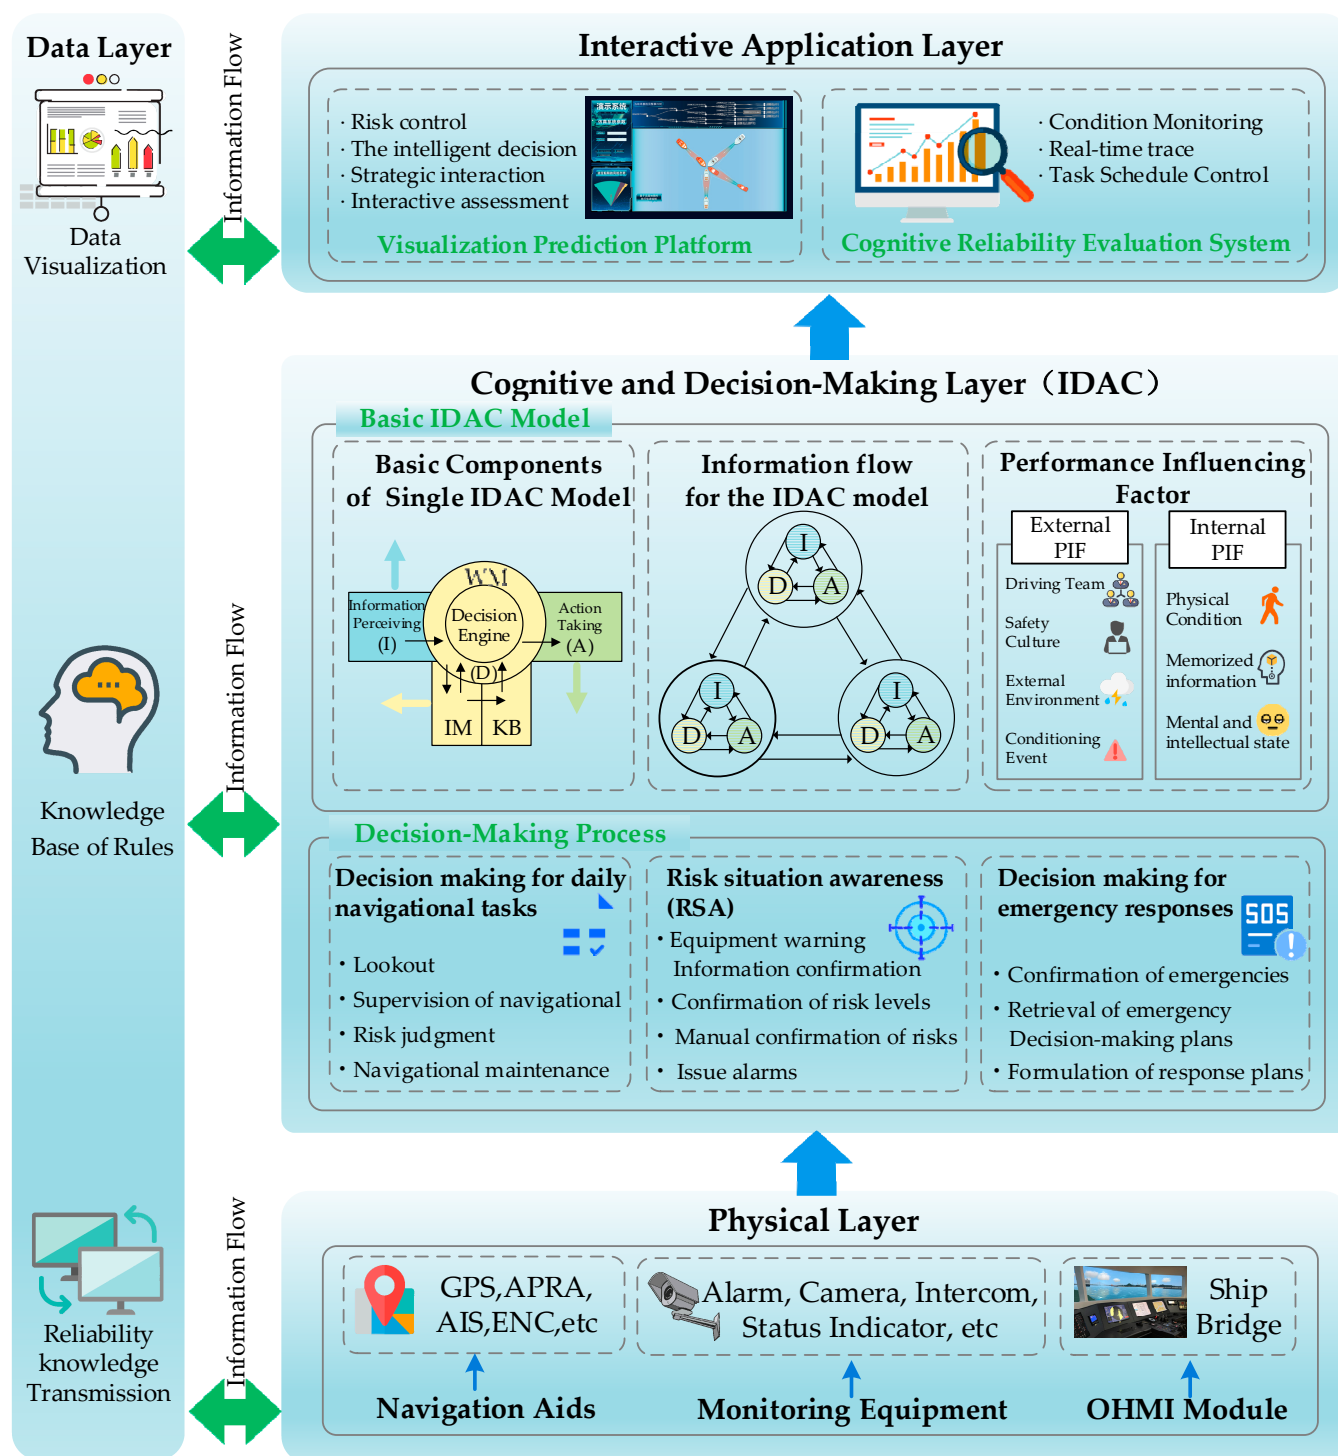 Data Layer
Data
Visualization
Knowledge
Base of Rules
Reliability
knowledge
Transmission
Information Flow
Information Flow
Information Flow
Interactive Application Layer
· Risk control
· The intelligent decision
· Strategic interaction
· Interactive assessment
演示系统
Visualization Prediction Platform
· Condition Monitoring
· Real-time trace
· Task Schedule Control
Cognitive Reliability Evaluation System
Cognitive and Decision-Making Layer（IDAC）
Basic IDAC Model
Basic Components
of Single IDAC Model
WM
Information
Perceiving
(I)
Decision
Engine
(D)
Action
Taking
(A)
IM
KB
Information flow
for the IDAC model
I
D
A
I
D
A
I
D
A
Performance Influencing
Factor
External
PIF
Driving Team
Safety
Culture
External
Environment
Conditioning
Event
Internal
PIF
Physical
Condition
Memorized
information
Mental and
intellectual state
Decision-Making Process
Decision making for daily
navigational tasks
· Lookout
· Supervision of navigational
· Risk judgment
· Navigational maintenance
Risk situation awareness
(RSA)
· Equipment warning
Information confirmation
· Confirmation of risk levels
· Manual confirmation of risks
· Issue alarms
Decision making for
emergency responses
SOS
· Confirmation of emergencies
· Retrieval of emergency
Decision-making plans
· Formulation of response plans
Physical Layer
GPS,APRA,
AIS,ENC,etc
Navigation Aids
Alarm, Camera, Intercom,
Status Indicator, etc
Monitoring Equipment
Ship
Bridge
OHMI Module